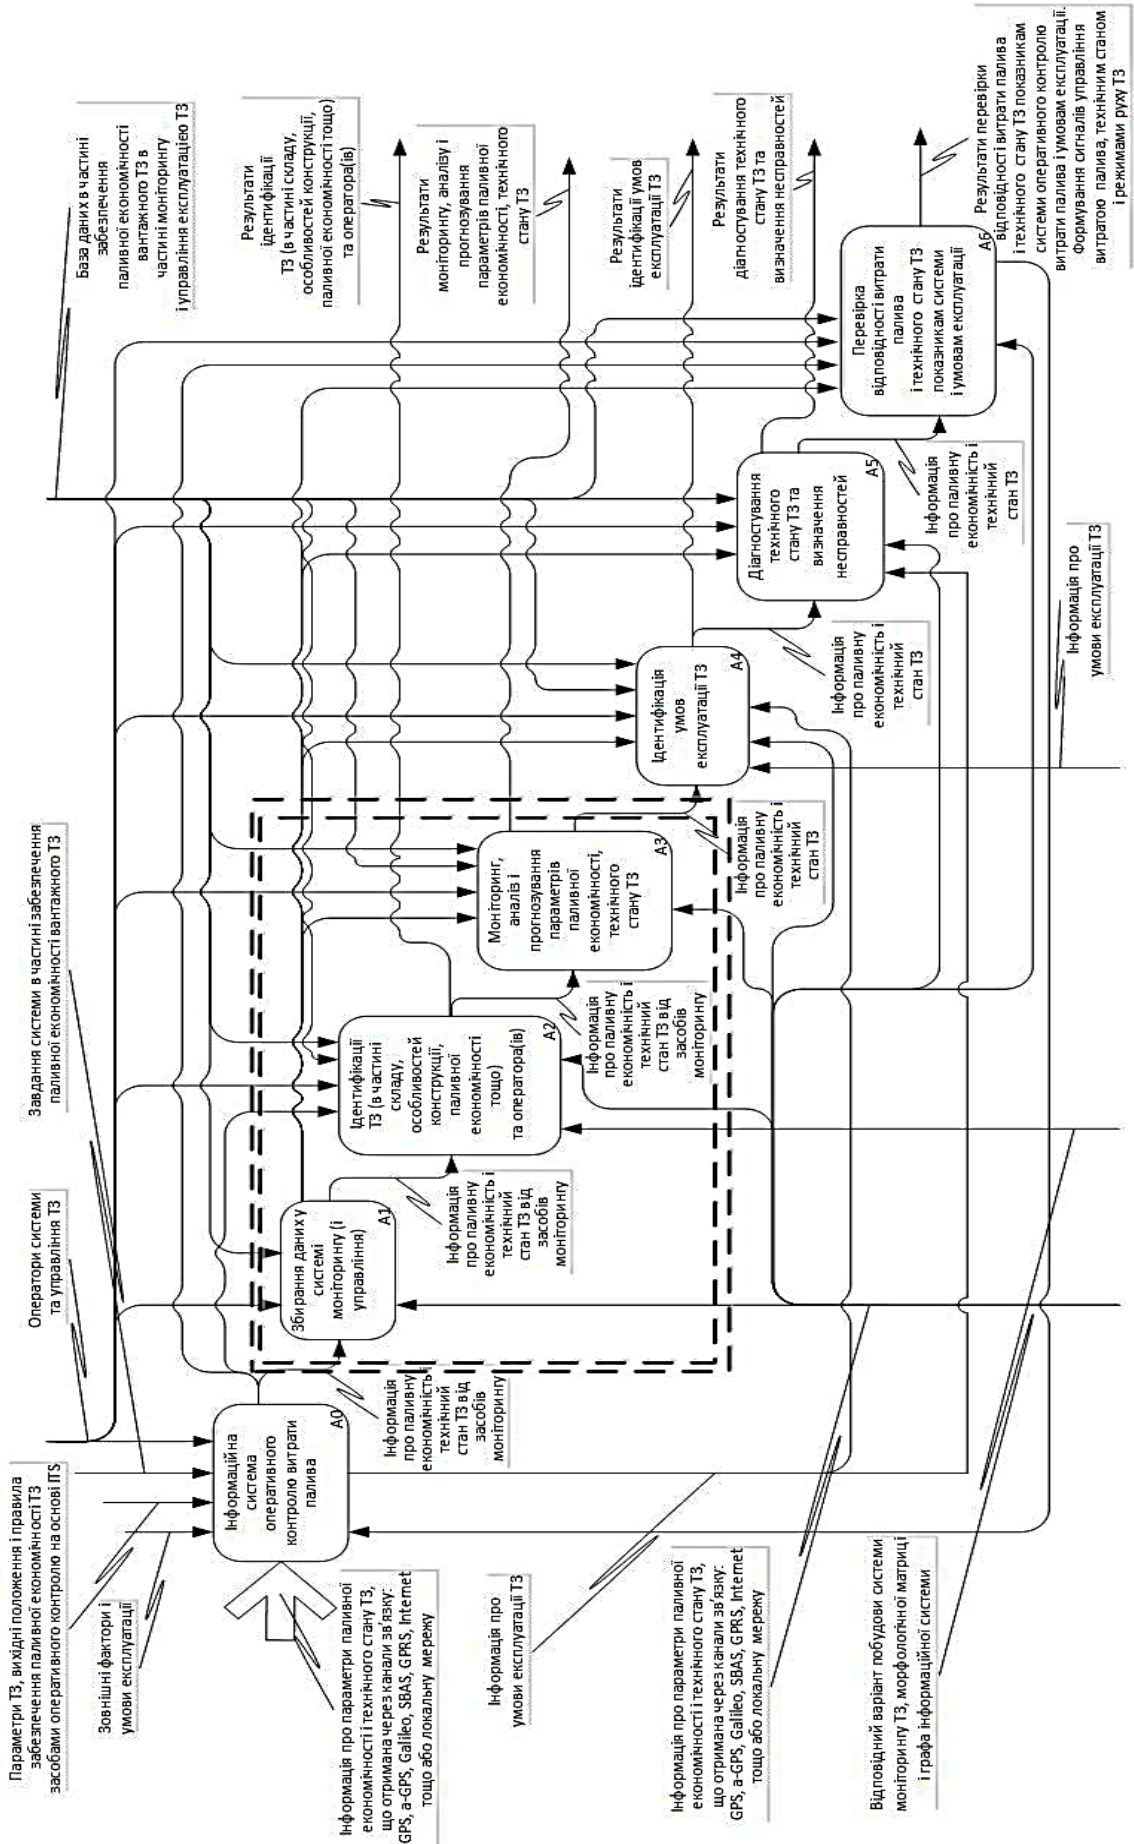 Параметри ТЗ, вихідні положення і правила
забезпечення паливної економічності ТЗ
засобами оперативного контролю на основі ITS
Зовнішні фактори і
умови експлуатації
Оператори системи
та управління ТЗ
Завдання системи в частині забезпечення
паливної економічності вантажного ТЗ
База даних в частині
забезпечення
паливної економічності
вантажного ТЗ в
частині моніторингу
і управління експлуатацією ТЗ
Результати
ідентифікації
ТЗ (в частині складу,
особливостей конструкції,
паливної економічності тощо)
та оператора(ів)
Результати
моніторингу, аналізу і
прогнозування
параметрів паливної
економічності, технічного
стану ТЗ
Результати
ідентифікації умов
експлуатації ТЗ
Результати
діагностування технічного
стану ТЗ та
визначення несправностей
Результати перевірки
відповідності витрати палива
і технічного стану ТЗ показникам
системи оперативного контролю
витрати палива і умовам експлуатації.
Формування сигналів управління
витратою палива, технічним станом
і режимами руху ТЗ
Інформаційна
система
оперативного
контролю витрати
палива
A0
Інформація
про паливну
економічність і
технічний
стан ТЗ від
засобів
моніторингу
Збирання даних у
системі
моніторингу (і
управління)
A1
Інформація
про паливну
економічність і
технічний
стан ТЗ від
засобів
моніторингу
Ідентифікації
ТЗ (в частині
складу,
особливостей
конструкції,
паливної
економічності
тощо)
та оператора(ів)
A2
Інформація
про паливну
економічність і
технічний
стан ТЗ від
засобів
моніторингу
Моніторинг,
аналіз і
прогнозування
параметрів
паливної
економічності,
технічного
стану ТЗ
A3
Інформація
про паливну
економічність і
технічний
стан ТЗ
Ідентифікація
умов
експлуатації ТЗ
A4
Інформація
про паливну
економічність і
технічний
стан ТЗ
Діагностування
технічного
стану ТЗ та
визначення
несправностей
A5
Інформація
про паливну
економічність і
технічний
стан ТЗ
Перевірка
відповідності витрати
палива
і технічного стану ТЗ
показникам системи
і умовам експлуатації
A6
Інформація про параметри паливної
економічності і технічного стану ТЗ,
що отримана через канали зв’язку:
GPS, a-GPS, Galileo, SBAS, GPRS, Internet
тощо або локальну мережу
Інформація про
умови експлуатації ТЗ
Інформація про параметри паливної
економічності і технічного стану ТЗ,
що отримана через канали зв’язку:
GPS, a-GPS, Galileo, SBAS, GPRS, Internet
тощо або локальну мережу
Відповідний варіант побудови системи
моніторингу ТЗ, морфологічної матриці
і графа інформаційної системи
Інформація про
умови експлуатації ТЗ